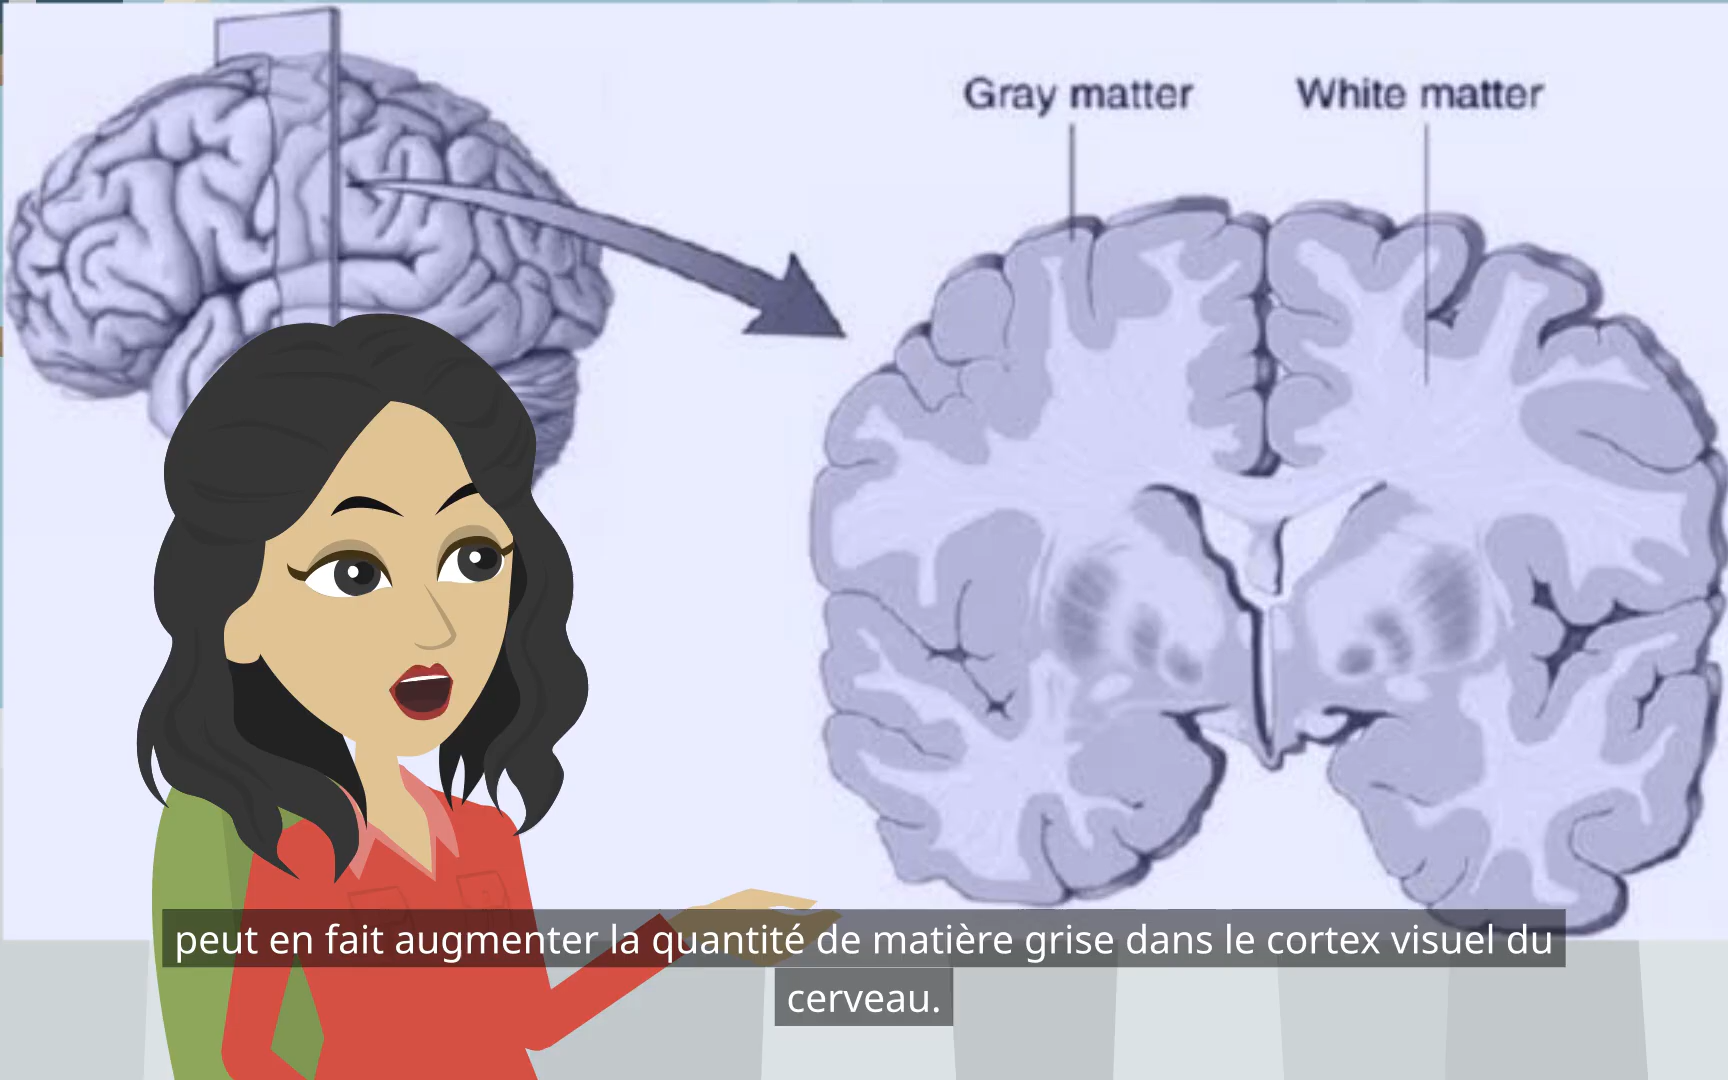 Gray matter
White matter
peut en fait augmenter la quantité de matière grise dans le cortex visuel du
cerveau.